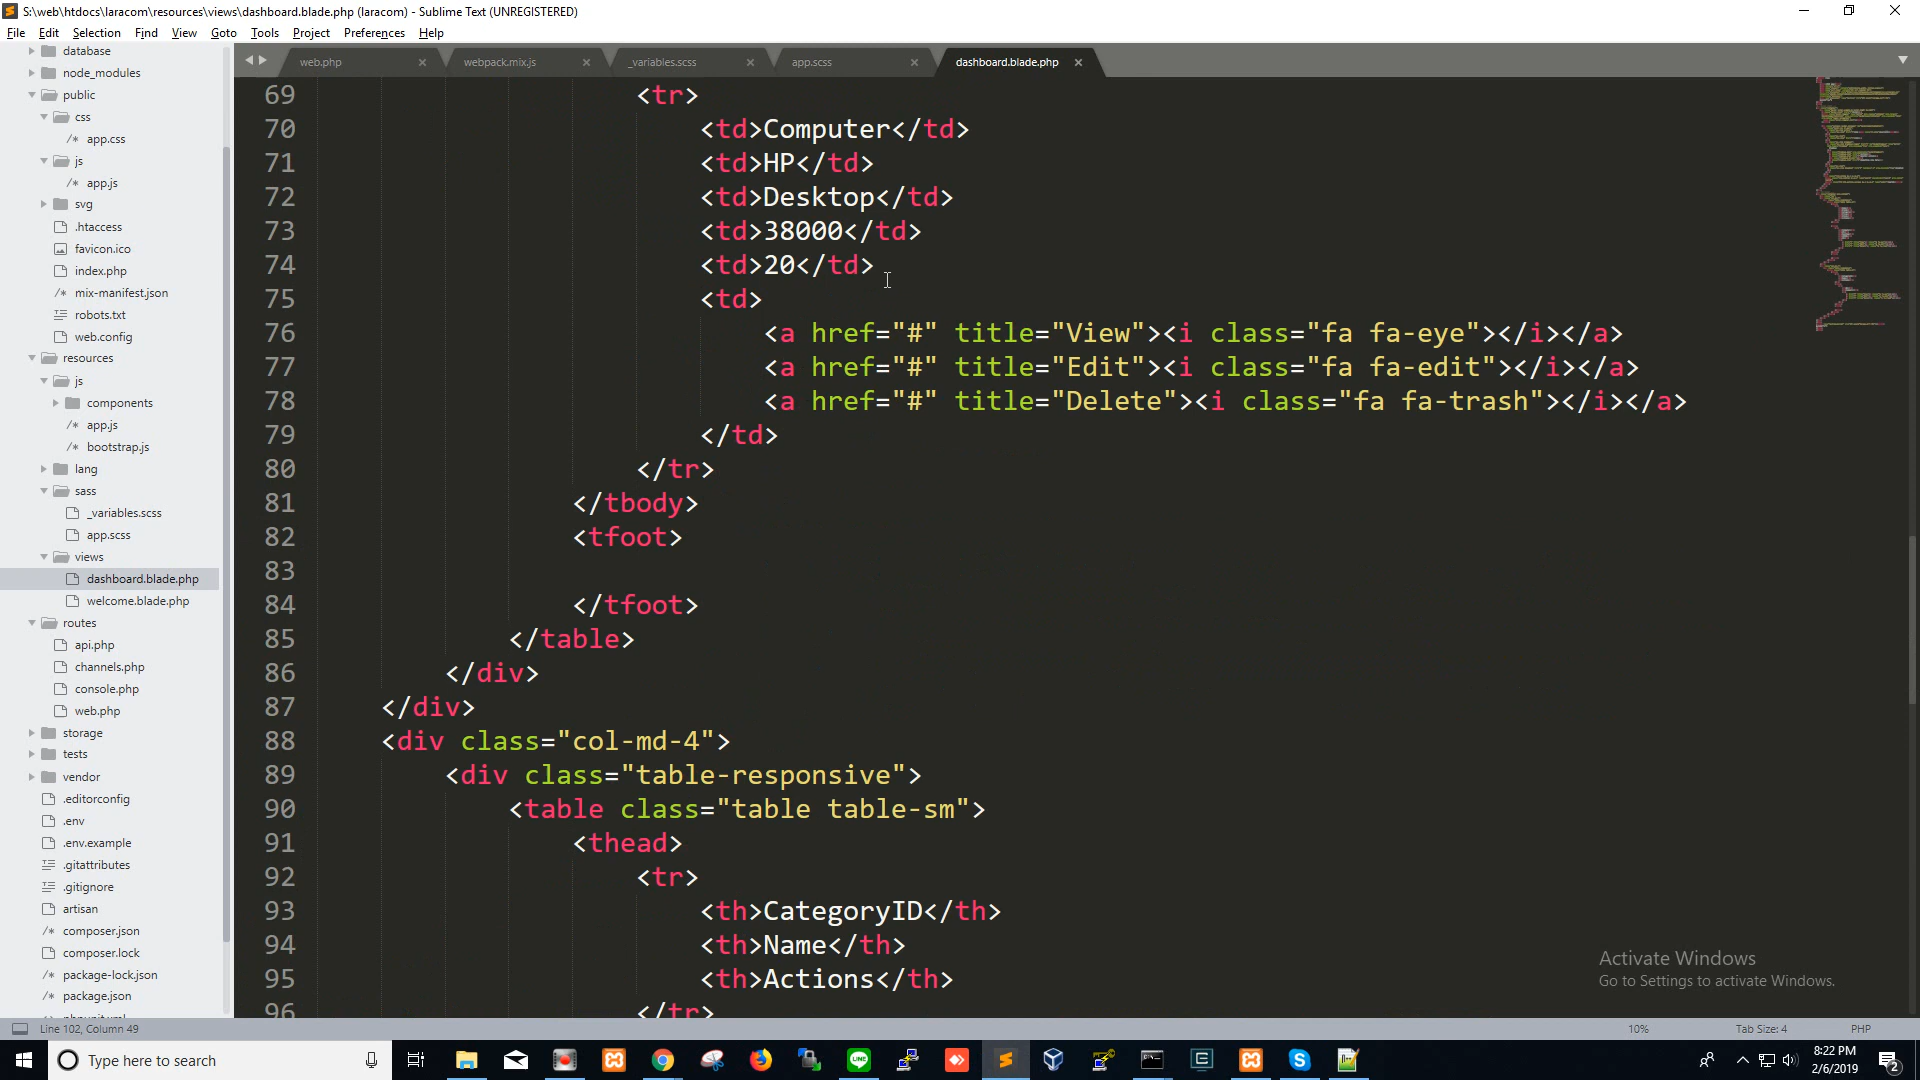 S:\web\htdocs\laracom\resources\views\dashboard.blade.php (laracom) - Sublime Text (UNREGISTERED)
File Edit Selection Find View Goto Tools Project Preferences Help
web.php
webpack.mix.js
_variables.scss
app.scss
dashboard.blade.php
database
node_modules
public
css
app.css
js
app.js
svg
.htaccess
favicon.ico
index.php
mix-manifest.json
robots.txt
web.config
resources
js
components
app.js
bootstrap.js
lang
sass
_variables.scss
app.scss
views
dashboard.blade.php
welcome.blade.php
routes
api.php
channels.php
console.php
web.php
storage
tests
vendor
.editorconfig
.env
.env.example
.gitattributes
.gitignore
artisan
composer.json
composer.lock
package-lock.json
package.json
69 <tr>
70 <td>Computer</td>
71 <td>HP</td>
72 <td>Desktop</td>
73 <td>38000</td>
74 <td>20</td>
75 <td>
76 <a href="#" title="View"><i class="fa fa-eye"></i></a>
77 <a href="#" title="Edit"><i class="fa fa-edit"></i></a>
78 <a href="#" title="Delete"><i class="fa fa-trash"></i></a>
79 </td>
80 </tr>
81 </tbody>
82 <tfoot>
83
84 </tfoot>
85 </table>
86 </div>
87 </div>
88 <div class="col-md-4">
89 <div class="table-responsive">
90 <table class="table table-sm">
91 <thead>
92 <tr>
93 <th>CategoryID</th>
94 <th>Name</th>
95 <th>Actions</th>
96 </tr>
Activate Windows
Go to Settings to activate Windows.
Line 102, Column 49
10%
Tab Size: 4
PHP
Type here to search
8:22 PM
2/6/2019
2